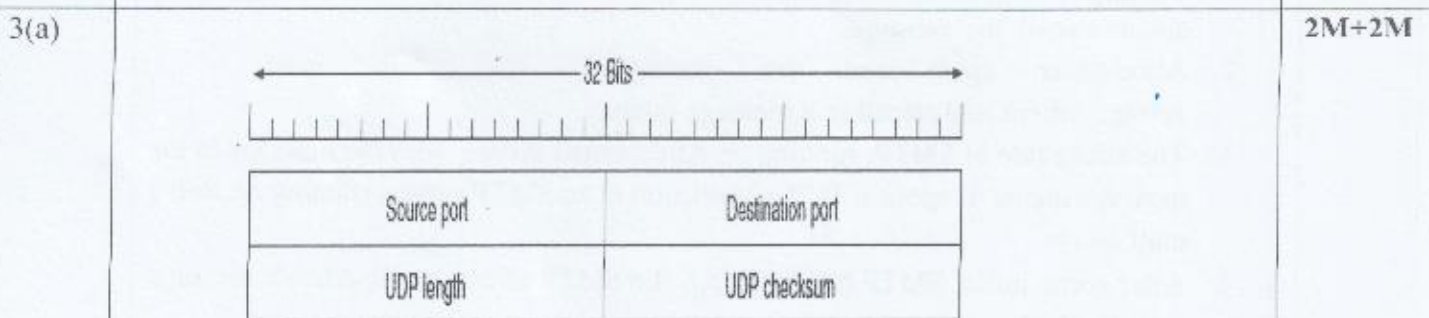 3(a)
2M+2M
32 Bits
Source port Destination port
UDP length UDP checksum